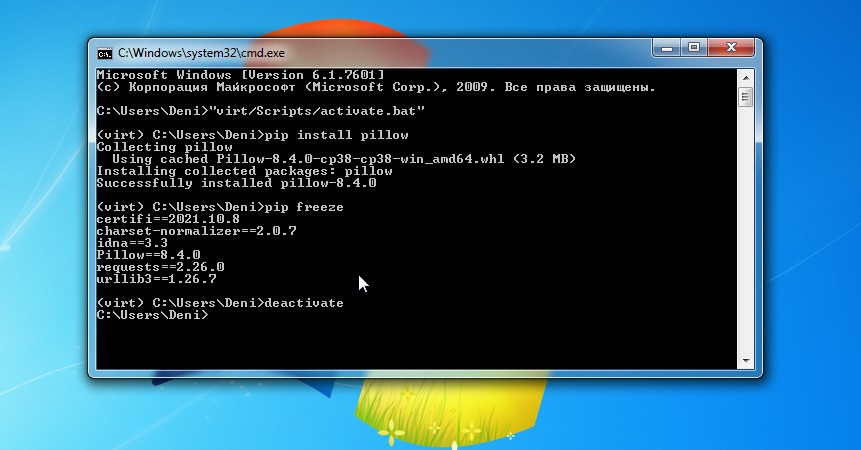 C:\Windows\system32\cmd.exe
Microsoft Windows [Version 6.1.7601]
(c) Корпорация Майкрософт (Microsoft Corp.), 2009. Все права защищены.
C:\Users\Deni>"virt/Scripts/activate.bat"
(virt) C:\Users\Deni>pip install pillow
Collecting pillow
  Using cached Pillow-8.4.0-cp38-cp38-win_amd64.whl (3.2 MB)
Installing collected packages: pillow
Successfully installed pillow-8.4.0
(virt) C:\Users\Deni>pip freeze
certifi==2021.10.8
charset-normalizer==2.0.7
idna==3.3
Pillow==8.4.0
requests==2.26.0
urllib3==1.26.7
(virt) C:\Users\Deni>deactivate
C:\Users\Deni>